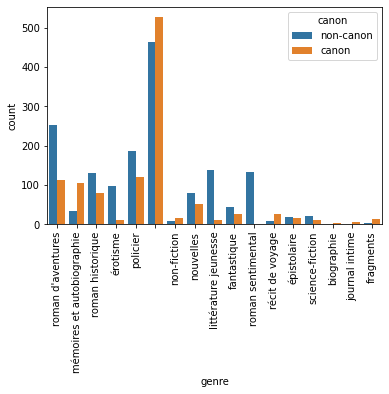 canon
non-canon
canon
500
400
300
200
100
0
count
roman d'aventures
mémoires et autobiographie
roman historique
érotisme
policier
non-fiction
nouvelles
littérature jeunesse
fantastique
roman sentimental
récit de voyage
épistolaire
science-fiction
biographie
journal intime
fragments
genre